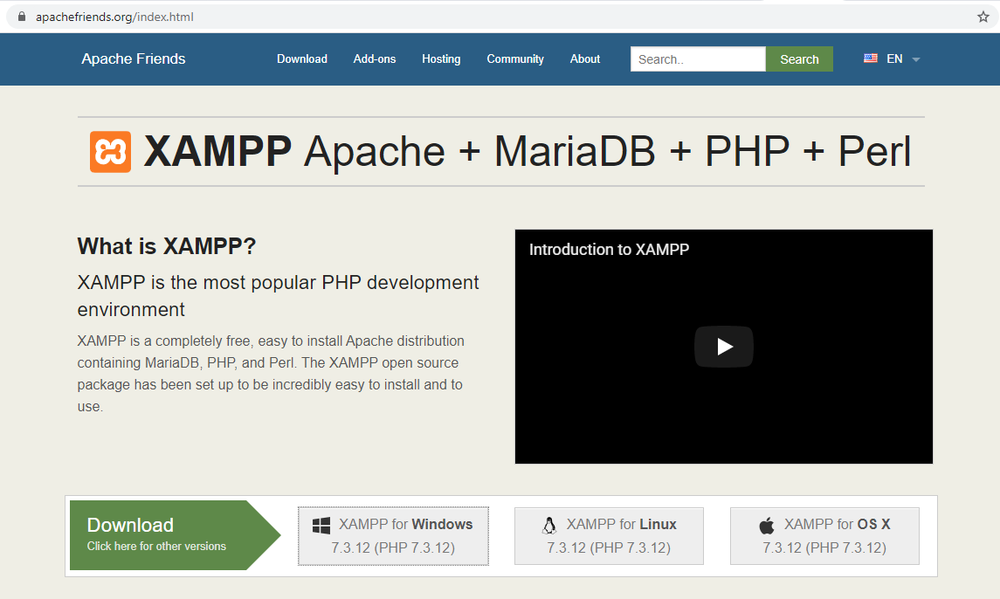 apachefriends.org/index.html
Apache Friends Download Add-ons Hosting Community About Search.. Search EN
XAMPP Apache + MariaDB + PHP + Perl
What is XAMPP?
XAMPP is the most popular PHP development
environment
XAMPP is a completely free, easy to install Apache distribution
containing MariaDB, PHP, and Perl. The XAMPP open source
package has been set up to be incredibly easy to install and to
use.
Introduction to XAMPP
Download
Click here for other versions
XAMPP for Windows
7.3.12 (PHP 7.3.12)
XAMPP for Linux
7.3.12 (PHP 7.3.12)
XAMPP for OS X
7.3.12 (PHP 7.3.12)